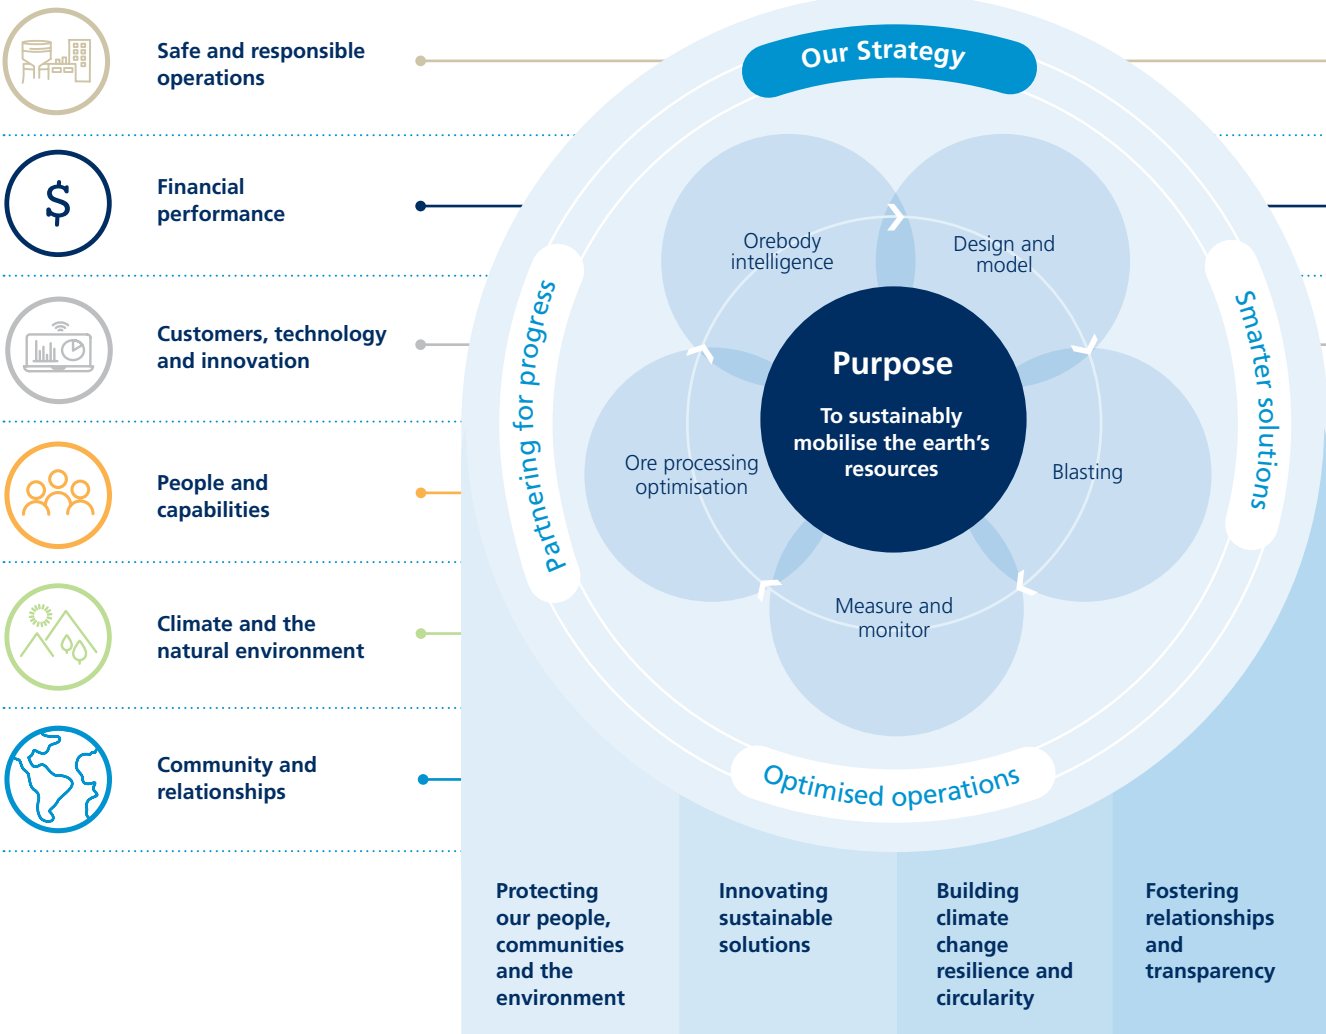 Safe and responsible
operations
Financial
performance
Customers, technology
and innovation
People and
capabilities
Climate and the
natural environment
Community and
relationships
Our Strategy
Partnering for progress
Smarter solutions
Optimised operations
Orebody
intelligence
Design and
model
Blasting
Measure and
monitor
Ore processing
optimisation
Purpose
To sustainably
mobilise the earth's
resources
$
Protecting
our people,
communities
and the
environment
Innovating
sustainable
solutions
Building
climate
change
resilience and
circularity
Fostering
relationships
and
transparency